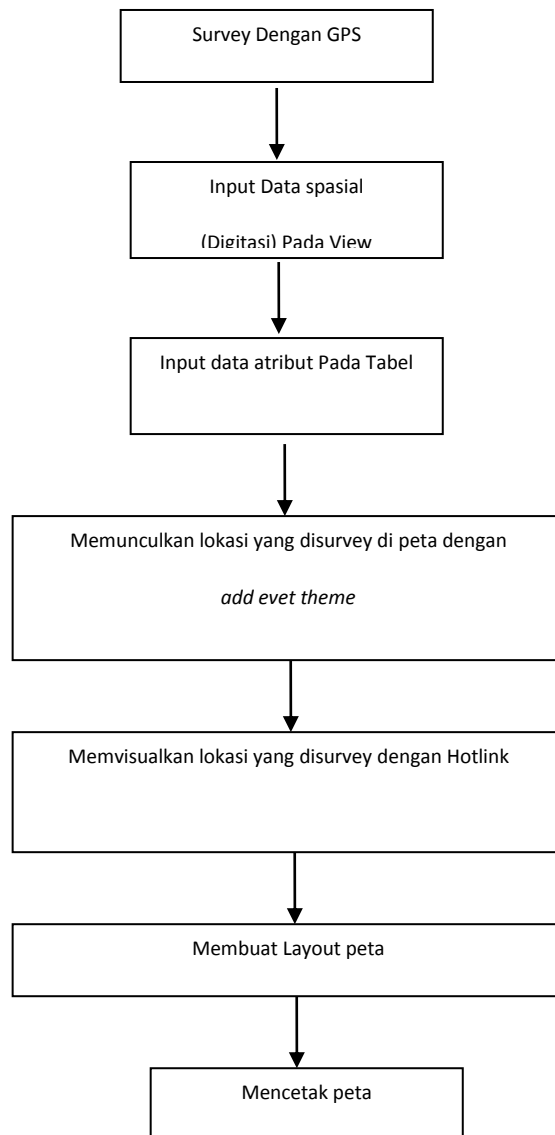 Survey Dengan GPS
Input Data spasial
(Digitasi) Pada View
Input data atribut Pada Tabel
Memunculkan lokasi yang disurvey di peta dengan
add evet theme
Memvisualkan lokasi yang disurvey dengan Hotlink
Membuat Layout peta
Mencetak peta